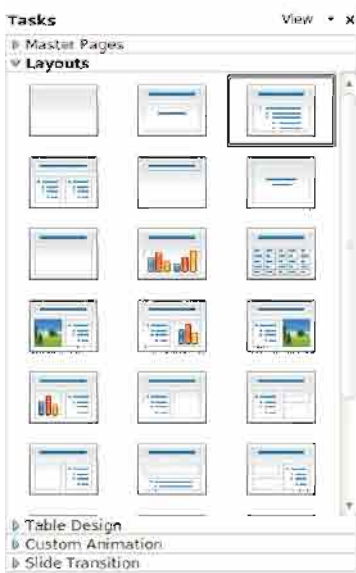 Tasks View x
Master Pages
Layouts
Table Design
Custom Animation
Slide Transition